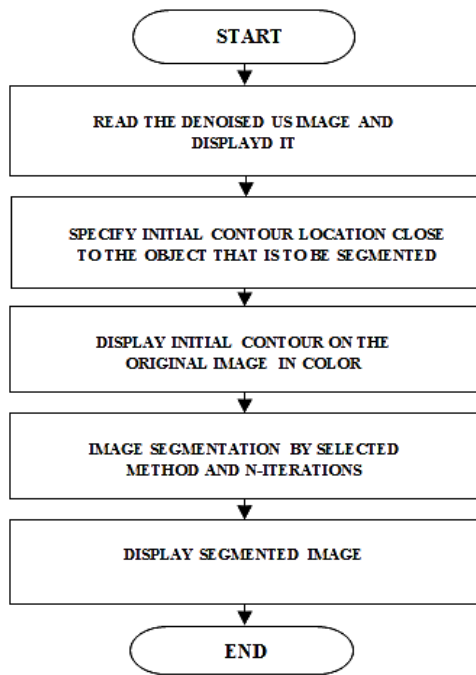 START
READ THE DENOISED US IMAGE AND
DISPLAYD IT
SPECIFY INITIAL CONTOUR LOCATION CLOSE
TO THE OBJECT THAT IS TO BE SEGMENTED
DISPLAY INITIAL CONTOUR ON THE
ORIGINAL IMAGE IN COLOR
IMAGE SEGMENTATION BY SELECTED
METHOD AND N-ITERATIONS
DISPLAY SEGMENTED IMAGE
END